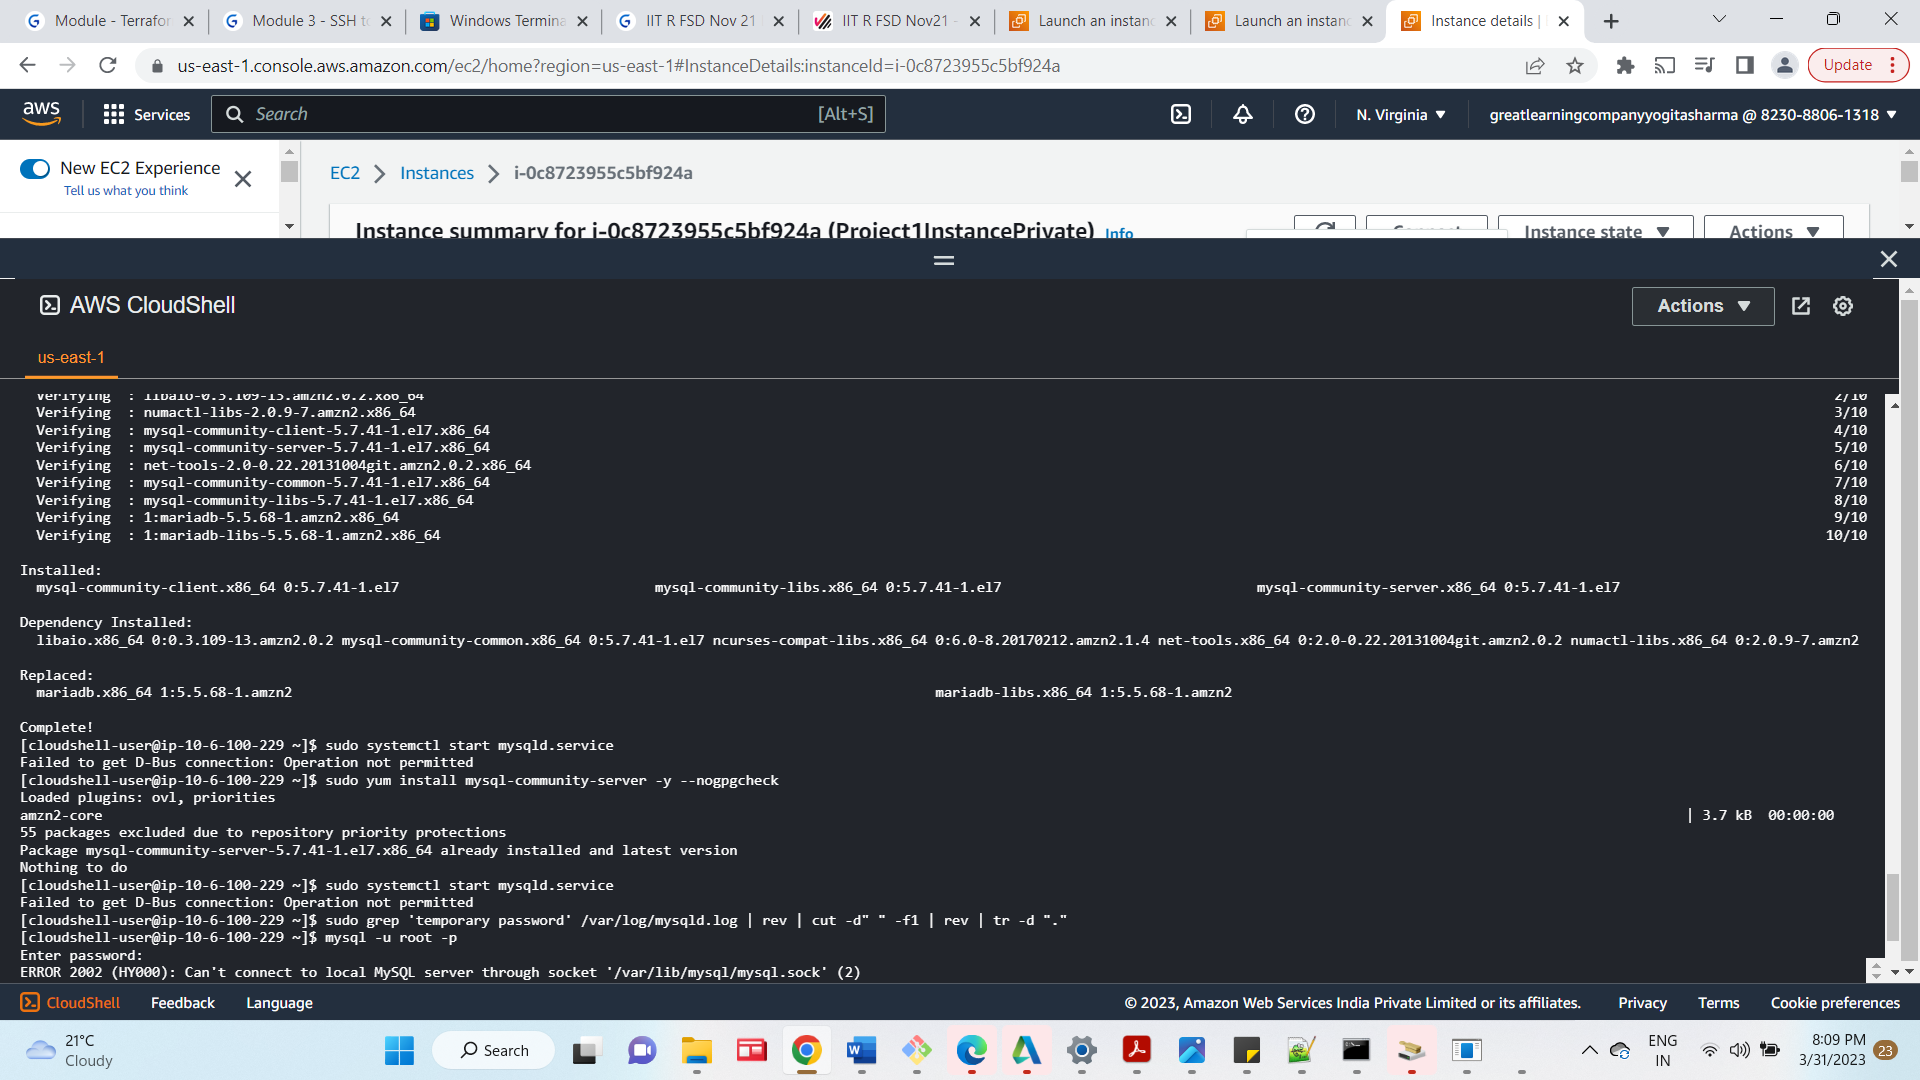 Module - Terrafor
Module 3 - SSH to
Windows Termina
IIT R FSD Nov 21
IIT R FSD Nov21 -
Launch an instanc
Launch an instanc
Instance details |
us-east-1.console.aws.amazon.com/ec2/home?region=us-east-1#InstanceDetails:instanceId=i-0c8723955c5bf924a
Update
aws
Services
Search
[Alt+S]
N. Virginia
greatlearningcompanyyogitasharma @ 8230-8806-1318
New EC2 Experience
Tell us what you think
EC2 > Instances > i-0c8723955c5bf924a
Instance summary for i-0c8723955c5bf924a (Project1InstancePrivate) Info
Connect
Instance state
Actions
AWS CloudShell
Actions
us-east-1
Verifying : libaio-0.3.109-13.amzn2.0.2.x86_64 2/10
Verifying : numactl-libs-2.0.9-7.amzn2.x86_64 3/10
Verifying : mysql-community-client-5.7.41-1.el7.x86_64 4/10
Verifying : mysql-community-server-5.7.41-1.el7.x86_64 5/10
Verifying : net-tools-2.0-0.22.20131004git.amzn2.0.2.x86_64 6/10
Verifying : mysql-community-common-5.7.41-1.el7.x86_64 7/10
Verifying : mysql-community-libs-5.7.41-1.el7.x86_64 8/10
Verifying : 1:mariadb-5.5.68-1.amzn2.x86_64 9/10
Verifying : 1:mariadb-libs-5.5.68-1.amzn2.x86_64 10/10
Installed:
mysql-community-client.x86_64 0:5.7.41-1.el7 mysql-community-libs.x86_64 0:5.7.41-1.el7 mysql-community-server.x86_64 0:5.7.41-1.el7
Dependency Installed:
libaio.x86_64 0:0.3.109-13.amzn2.0.2 mysql-community-common.x86_64 0:5.7.41-1.el7 ncurses-compat-libs.x86_64 0:6.0-8.20170212.amzn2.1.4 net-tools.x86_64 0:2.0-0.22.20131004git.amzn2.0.2 numactl-libs.x86_64 0:2.0.9-7.amzn2
Replaced:
mariadb.x86_64 1:5.5.68-1.amzn2 mariadb-libs.x86_64 1:5.5.68-1.amzn2
Complete!
[cloudshell-user@ip-10-6-100-229 ~]$ sudo systemctl start mysqld.service
Failed to get D-Bus connection: Operation not permitted
[cloudshell-user@ip-10-6-100-229 ~]$ sudo yum install mysql-community-server -y --nogpgcheck
Loaded plugins: ovl, priorities
amzn2-core | 3.7 kB 00:00:00
55 packages excluded due to repository priority protections
Package mysql-community-server-5.7.41-1.el7.x86_64 already installed and latest version
Nothing to do
[cloudshell-user@ip-10-6-100-229 ~]$ sudo systemctl start mysqld.service
Failed to get D-Bus connection: Operation not permitted
[cloudshell-user@ip-10-6-100-229 ~]$ sudo grep 'temporary password' /var/log/mysqld.log | rev | cut -d" " -f1 | rev | tr -d "."
[cloudshell-user@ip-10-6-100-229 ~]$ mysql -u root -p
Enter password:
ERROR 2002 (HY000): Can't connect to local MySQL server through socket '/var/lib/mysql/mysql.sock' (2)
CloudShell
Feedback
Language
© 2023, Amazon Web Services India Private Limited or its affiliates.
Privacy
Terms
Cookie preferences
21°C
Cloudy
Search
ENG
IN
8:09 PM
3/31/2023
23